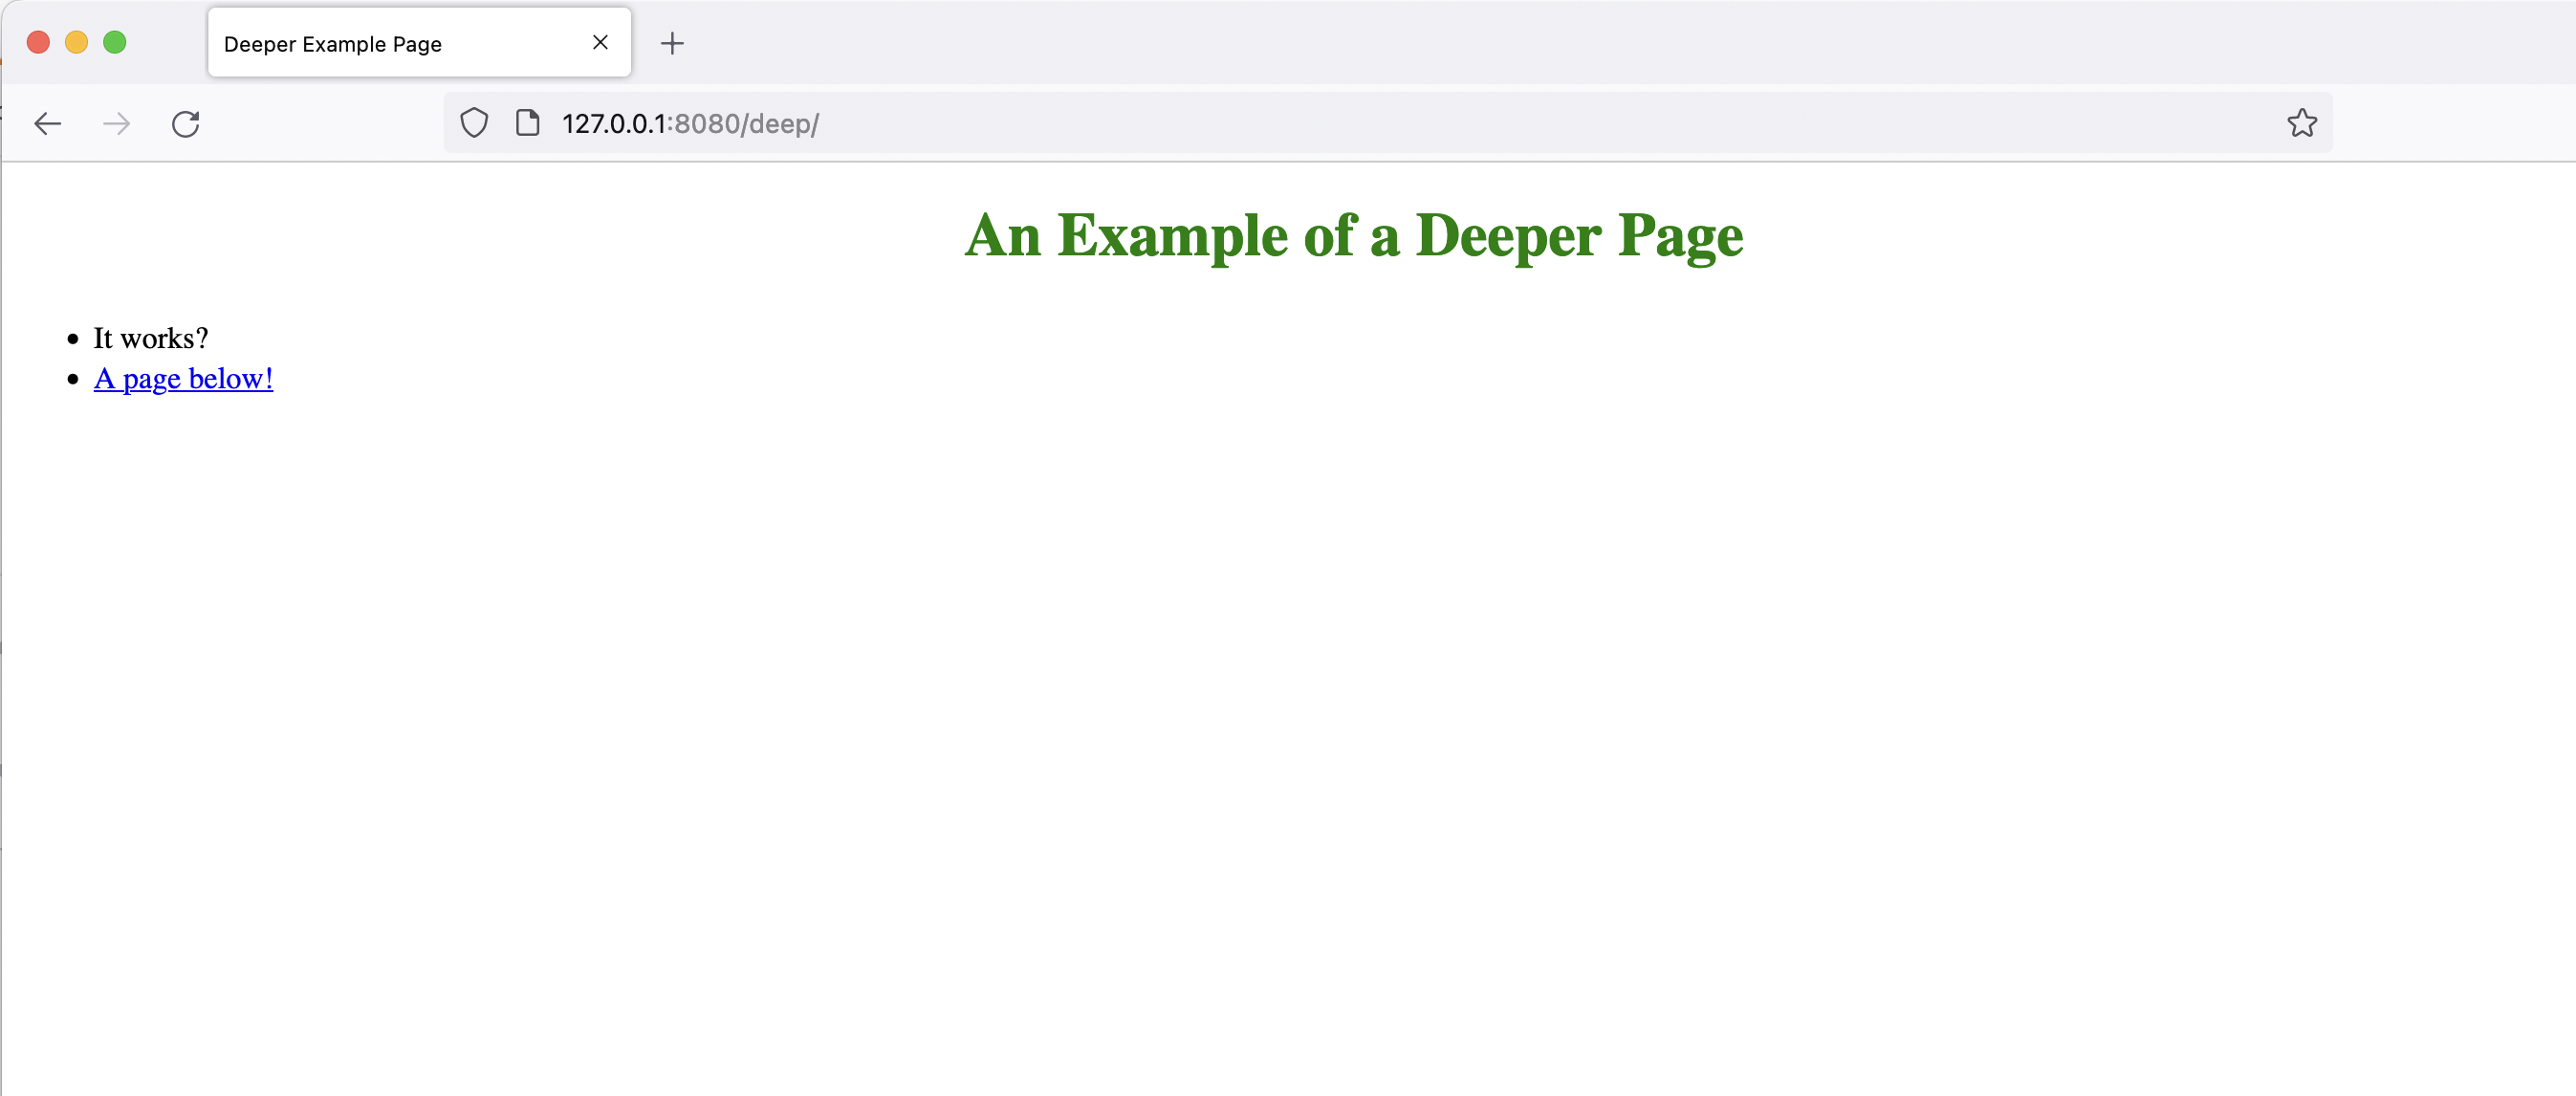 Deeper Example Page
127.0.0.1:8080/deep/
An Example of a Deeper Page
It works?
A page below!